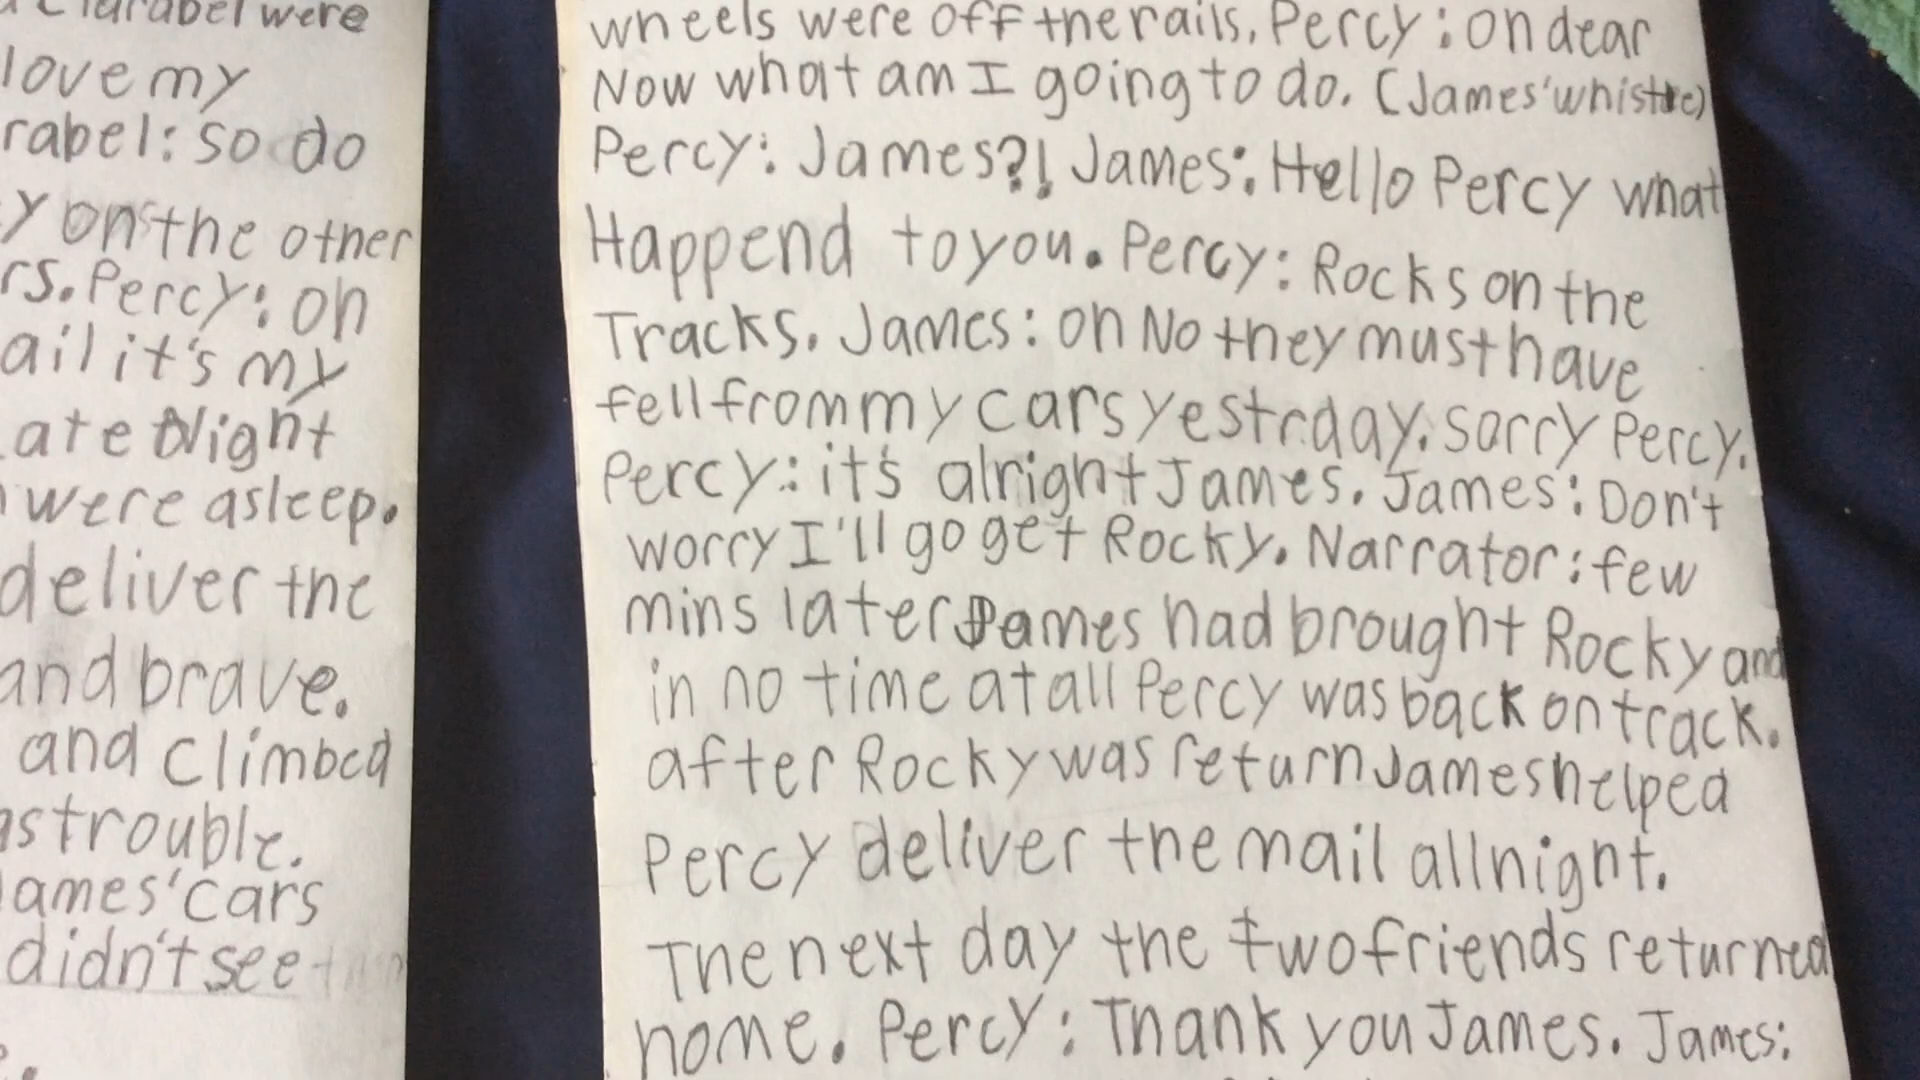 Clarabel were
love my
rabel: so do
y on the other
rs. Percy: oh
ail it's my
ate Night
were asleep.
deliver the
and brave.
and climbed
as trouble.
James' cars
didn't see
wheels were off the rails. Percy: oh dear
Now what am I going to do. (James' whistle)
Percy: James?! James: Hello Percy what
Happend to you. Percy: Rocks on the
Tracks. James: oh No they must have
fell from my cars yestrday. sorry Percy.
Percy: it's alright James. James: Don't
worry I'll go get Rocky. Narrator: few
mins later James had brought Rocky and
in no time at all Percy was back on track.
after Rocky was return James helped
Percy deliver the mail all night.
The next day the two friends returned
home. Percy: Thank you James. James: